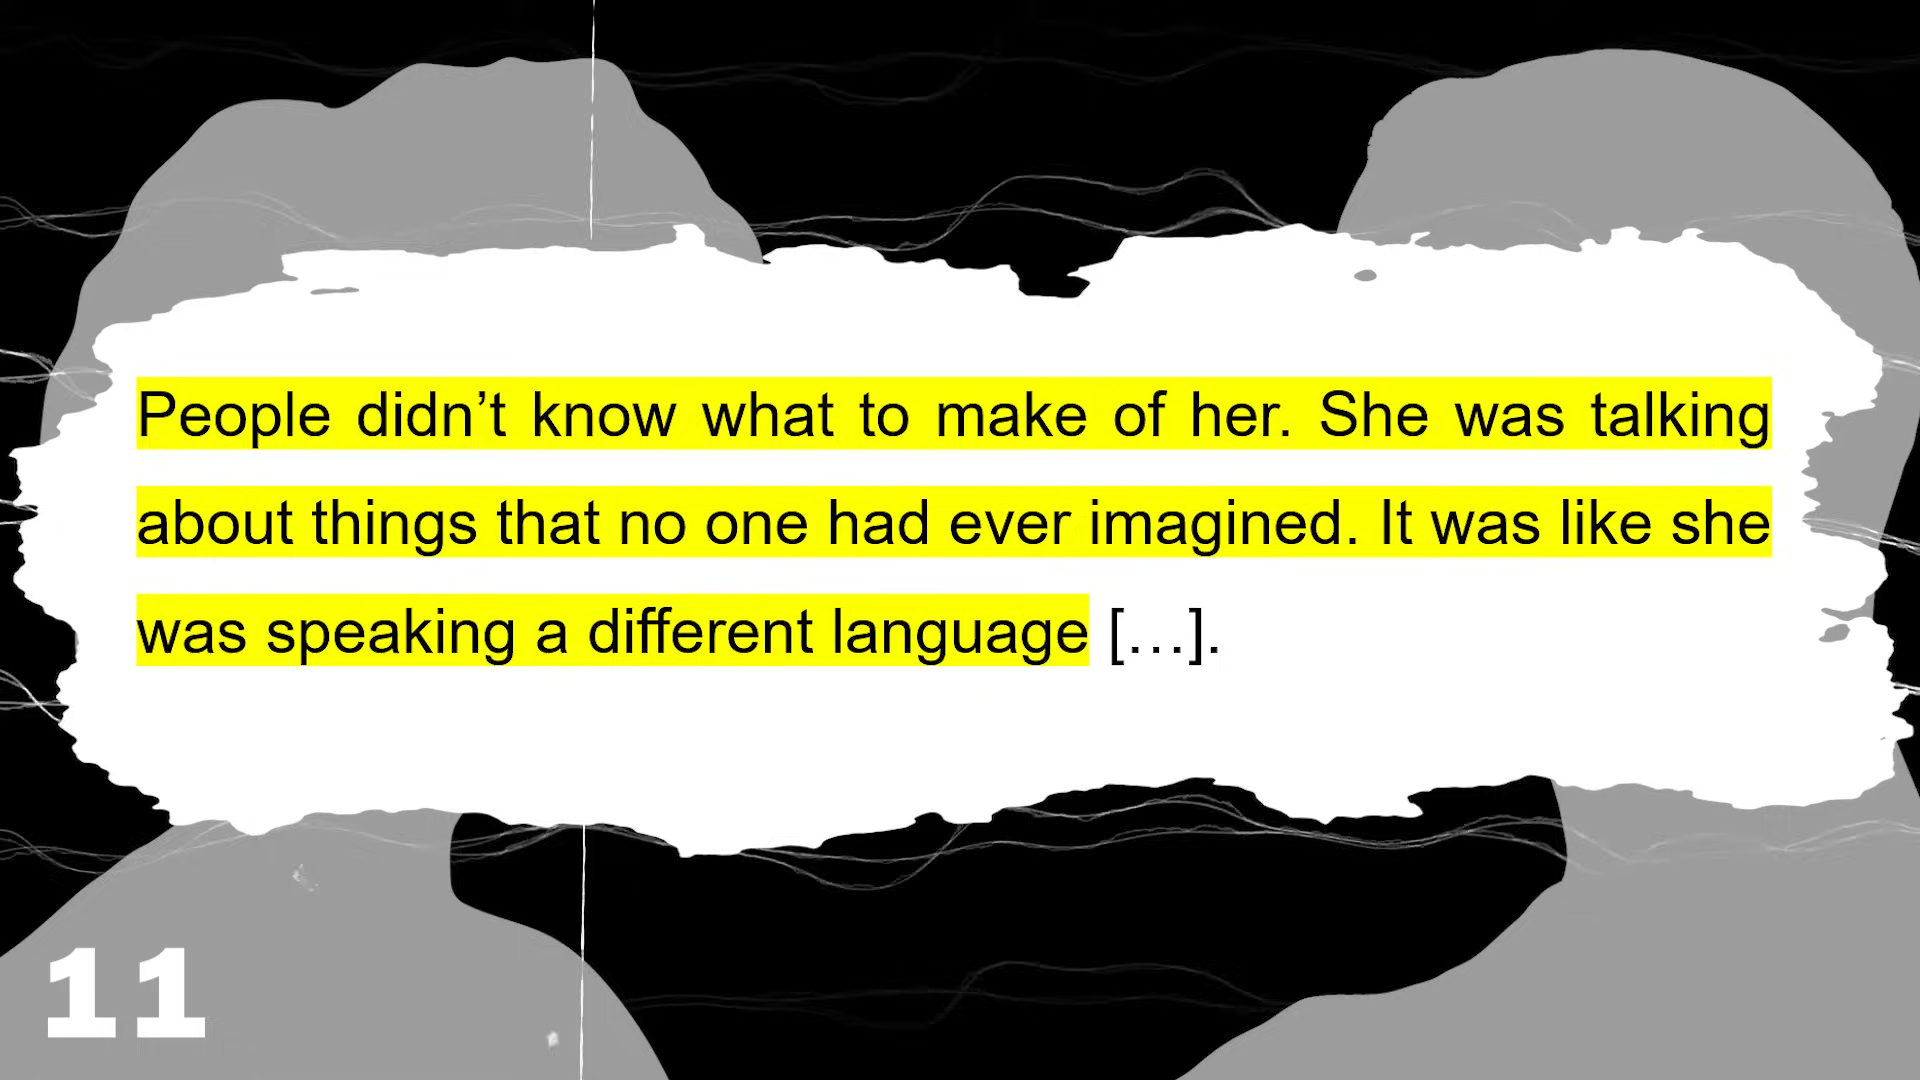 People didn’t know what to make of her. She was talking
about things that no one had ever imagined. It was like she
was speaking a different language […].
11